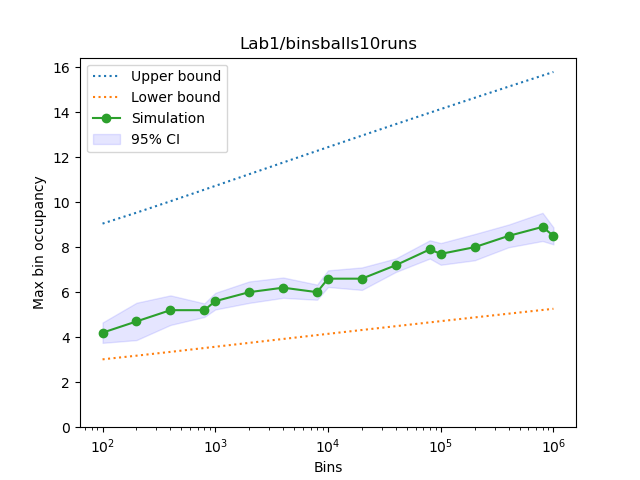 Lab1/binsballs10runs
Upper bound
Lower bound
Simulation
95% CI
Max bin occupancy
16
14
12
10
8
6
4
2
0
10² 10³ 10⁴ 10⁵ 10⁶
Bins